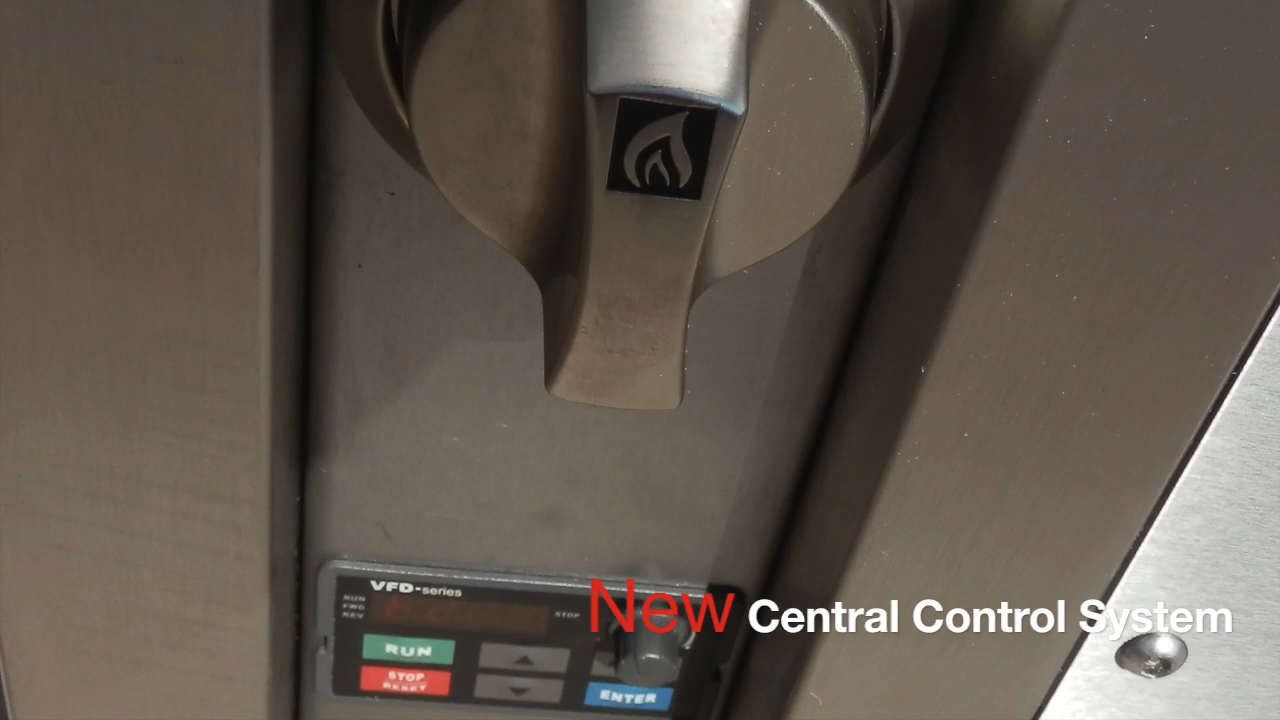 VFD-series
RUN
FWD
REV
STOP
New Central Control System
RUN
STOP
RESET
ENTER